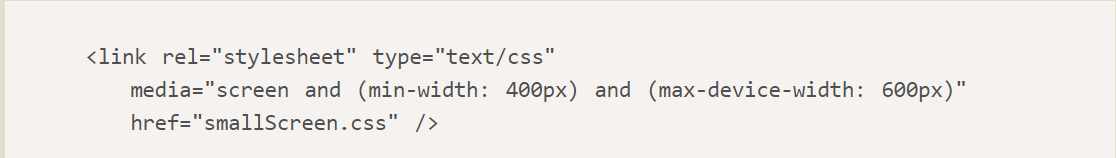 <link rel="stylesheet" type="text/css"
media="screen and (min-width: 400px) and (max-device-width: 600px)"
href="smallScreen.css" />